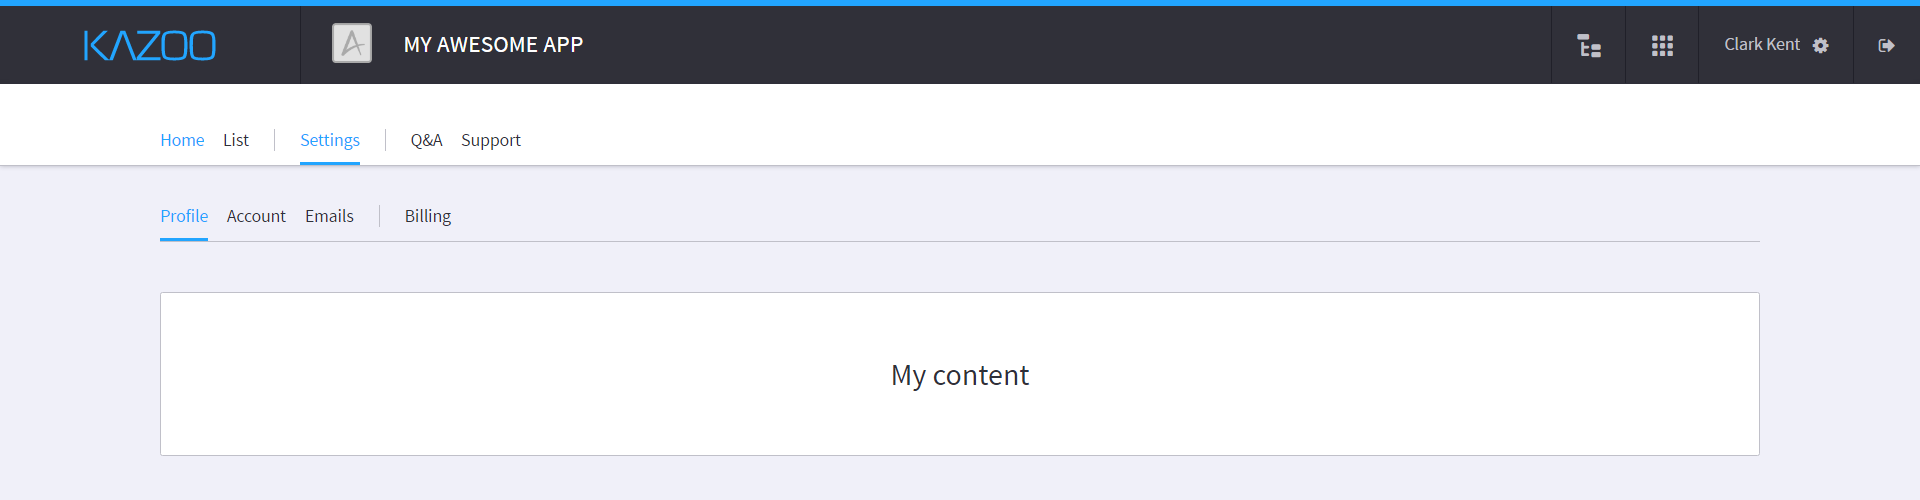 KAZOO MY AWESOME APP Clark Kent
Home List Settings Q&A Support
Profile Account Emails Billing
My content